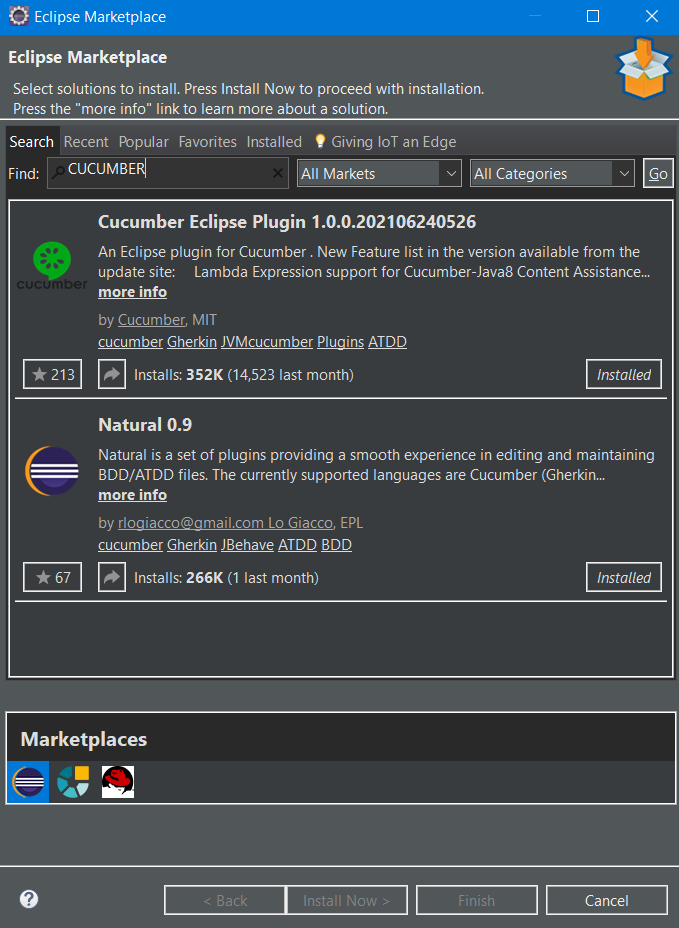 Eclipse Marketplace
Eclipse Marketplace
Select solutions to install. Press Install Now to proceed with installation.
Press the "more info" link to learn more about a solution.
Search Recent Popular Favorites Installed Giving IoT an Edge
Find: CUCUMBER All Markets All Categories Go
Cucumber Eclipse Plugin 1.0.0.202106240526
An Eclipse plugin for Cucumber . New Feature list in the version available from the
update site: Lambda Expression support for Cucumber-Java8 Content Assistance...
more info
cucumber
by Cucumber, MIT
cucumber Gherkin JVMcucumber Plugins ATDD
213 Installs: 352K (14,523 last month) Installed
Natural 0.9
Natural is a set of plugins providing a smooth experience in editing and maintaining
BDD/ATDD files. The currently supported languages are Cucumber (Gherkin...
more info
by rlogiacco@gmail.com Lo Giacco, EPL
cucumber Gherkin JBehave ATDD BDD
67 Installs: 266K (1 last month) Installed
Marketplaces
? < Back Install Now > Finish Cancel